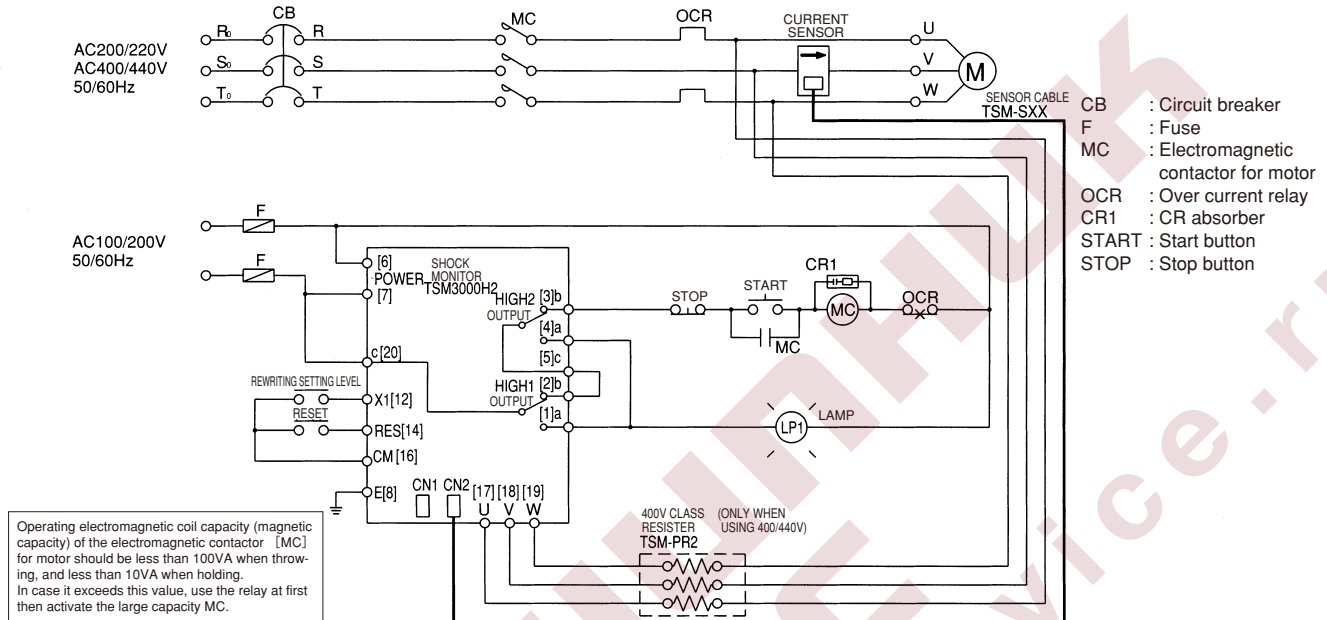 CB
MC
OCR
CURRENT
SENSOR
AC200/220V
AC400/440V
50/60Hz
R₀
R
U
S₀
S
V
T₀
T
W
M
SENSOR CABLE
TSM-SXX
CB : Circuit breaker
F : Fuse
MC : Electromagnetic
contactor for motor
OCR : Over current relay
CR1 : CR absorber
START : Start button
STOP : Stop button
AC100/200V
50/60Hz
F
F
[6]
POWER
[7]
SHOCK
MONITOR
TSM3000H2
HIGH2
OUTPUT
[3]b
[4]a
[5]c
HIGH1
OUTPUT
[2]b
[1]a
STOP
START
CR1
MC
OCR
MC
LP1
LAMP
c[20]
REWRITING SETTING LEVEL
X1[12]
RESET
RES[14]
CM[16]
E[8]
CN1 CN2 [17] [18] [19]
U V W
400V CLASS (ONLY WHEN
RESISTER USING 400/440V)
TSM-PR2
Operating electromagnetic coil capacity (magnetic
capacity) of the electromagnetic contactor [MC]
for motor should be less than 100VA when throw-
ing, and less than 10VA when holding.
In case it exceeds this value, use the relay at first
then activate the large capacity MC.